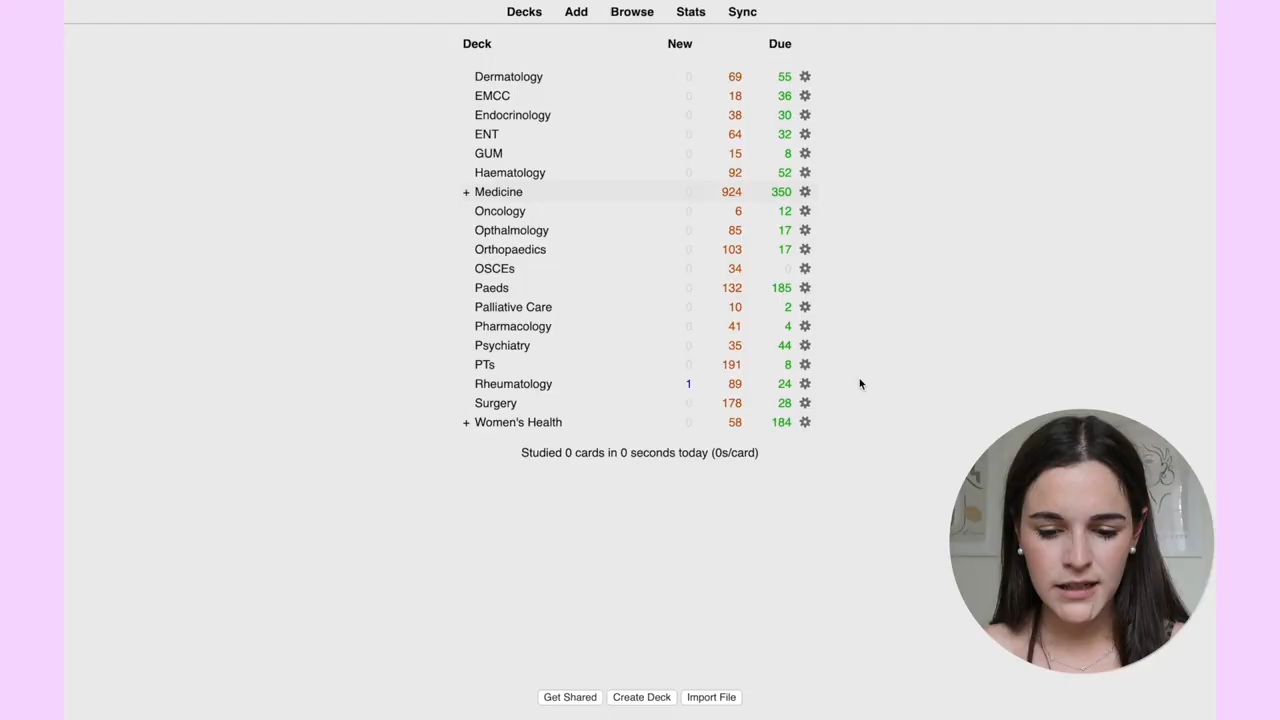 Decks Add Browse Stats Sync
Deck New Due
Dermatology 0 69 55
EMCC 0 18 36
Endocrinology 0 38 30
ENT 0 64 32
GUM 0 15 8
Haematology 0 92 52
+ Medicine 0 924 350
Oncology 0 6 12
Opthalmology 0 85 17
Orthopaedics 0 103 17
OSCEs 0 34 0
Paeds 0 132 185
Palliative Care 0 10 2
Pharmacology 0 41 4
Psychiatry 0 35 44
PTs 0 191 8
Rheumatology 1 89 24
Surgery 0 178 28
+ Women's Health 0 58 184
Studied 0 cards in 0 seconds today (0s/card)
Get Shared Create Deck Import File